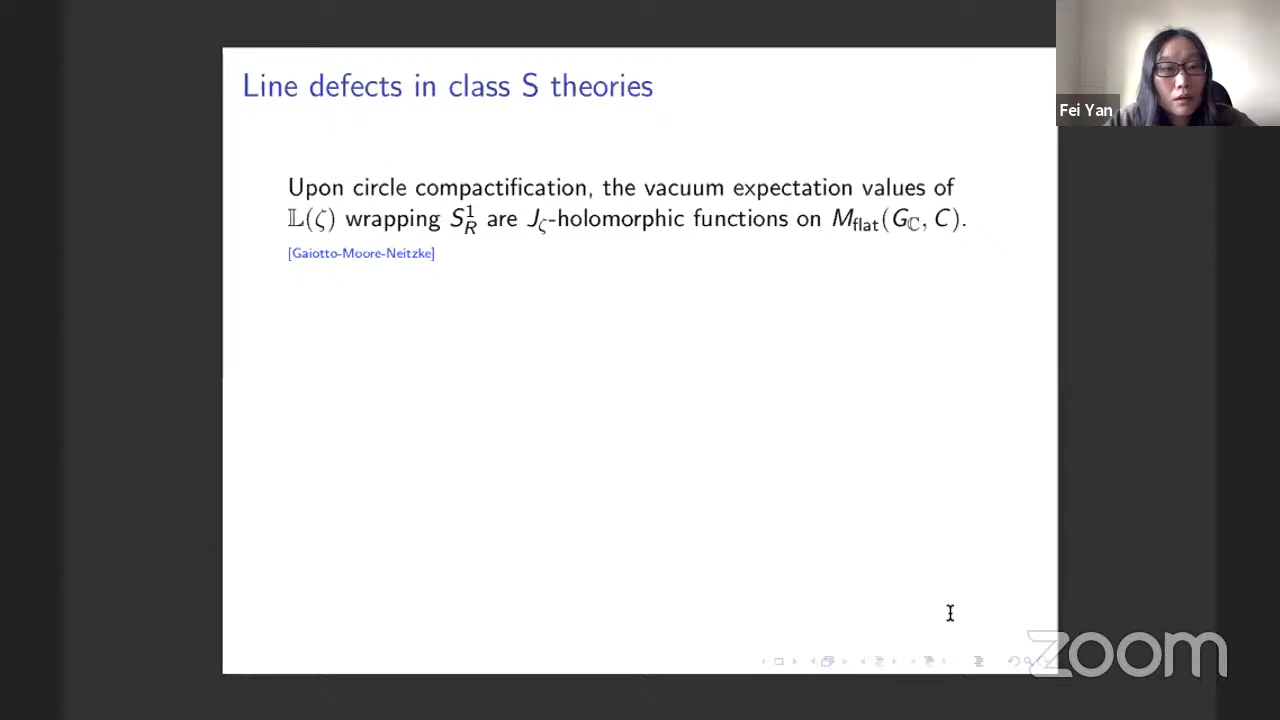 Line defects in class S theories
Fei Yan
Upon circle compactification, the vacuum expectation values of
𝕃(ζ) wrapping S¹_R are J_ζ-holomorphic functions on M_flat(G_ℂ, C).
[Gaiotto-Moore-Neitzke]
zoom